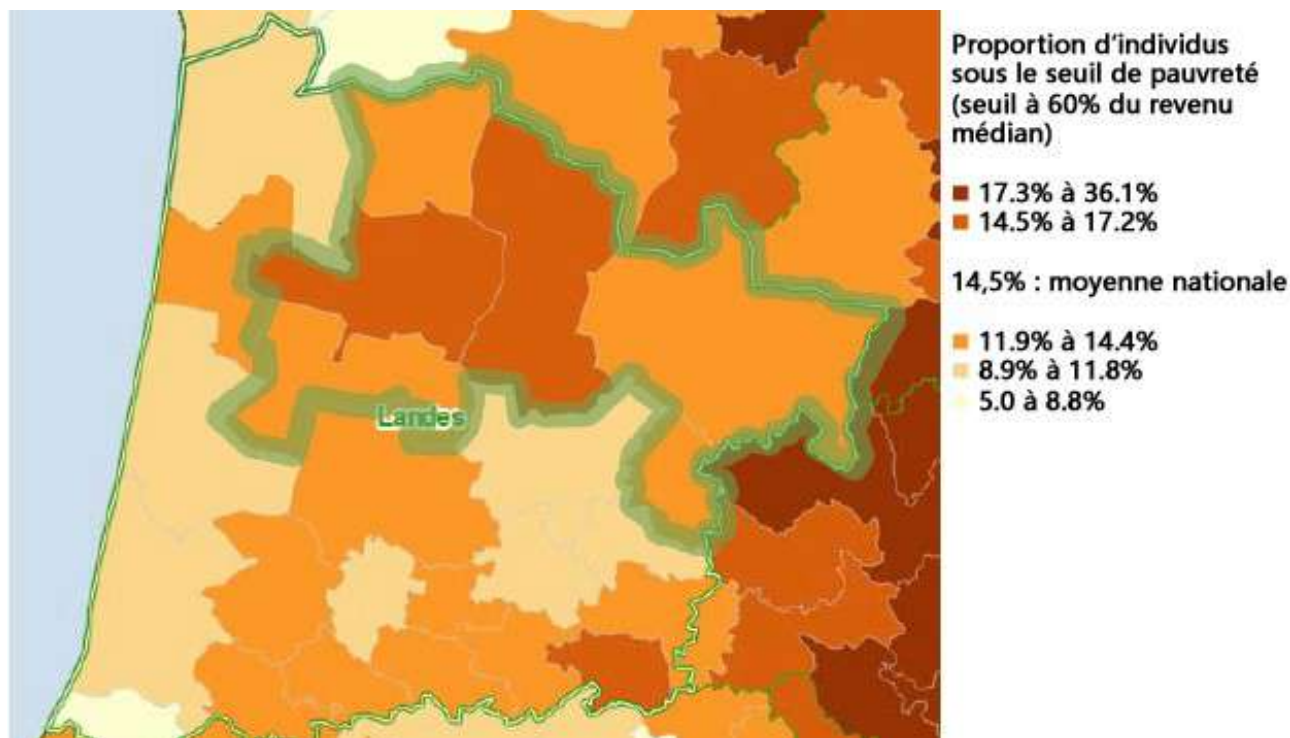 Proportion d'individus
sous le seuil de pauvreté
(seuil à 60% du revenu
médian)
17.3% à 36.1%
14.5% à 17.2%
14,5% : moyenne nationale
11.9% à 14.4%
8.9% à 11.8%
5.0 à 8.8%
Landes